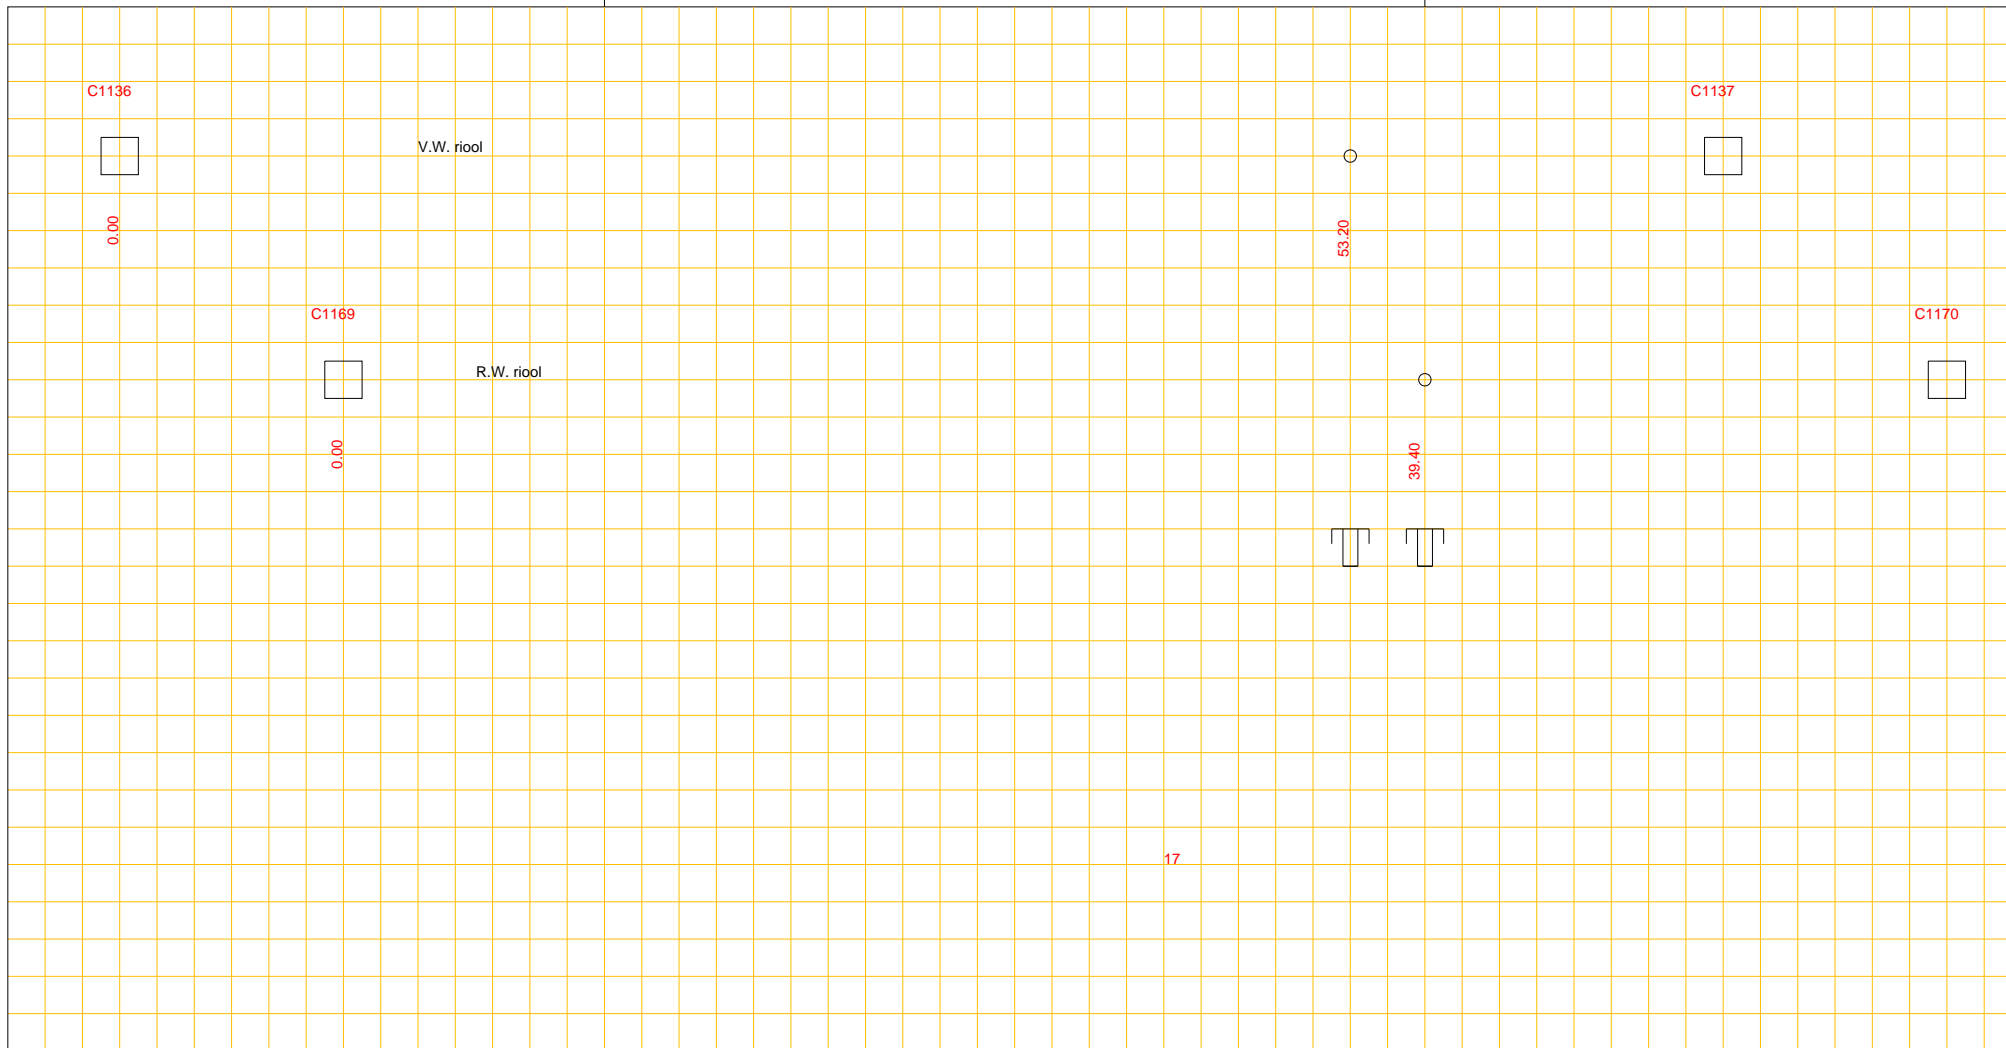 C1136
C1137
V.W. riool
0.00
53.20
C1169
C1170
R.W. riool
0.00
39.40
17